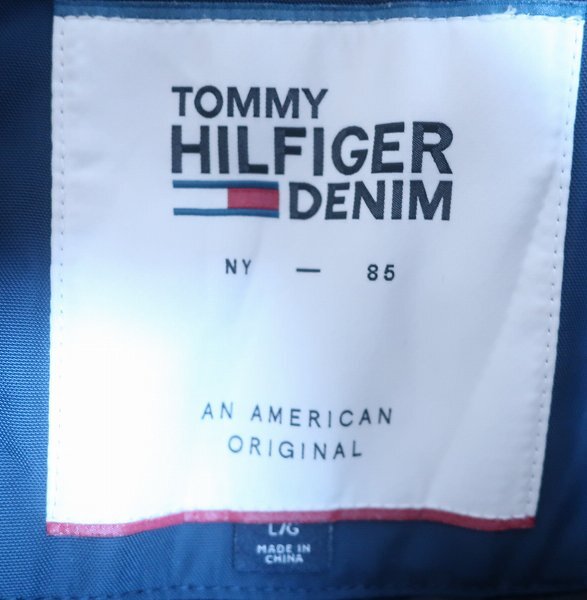 TOMMY
HILFIGER
DENIM
NY — 85
AN AMERICAN
ORIGINAL
L/G
MADE IN
CHINA